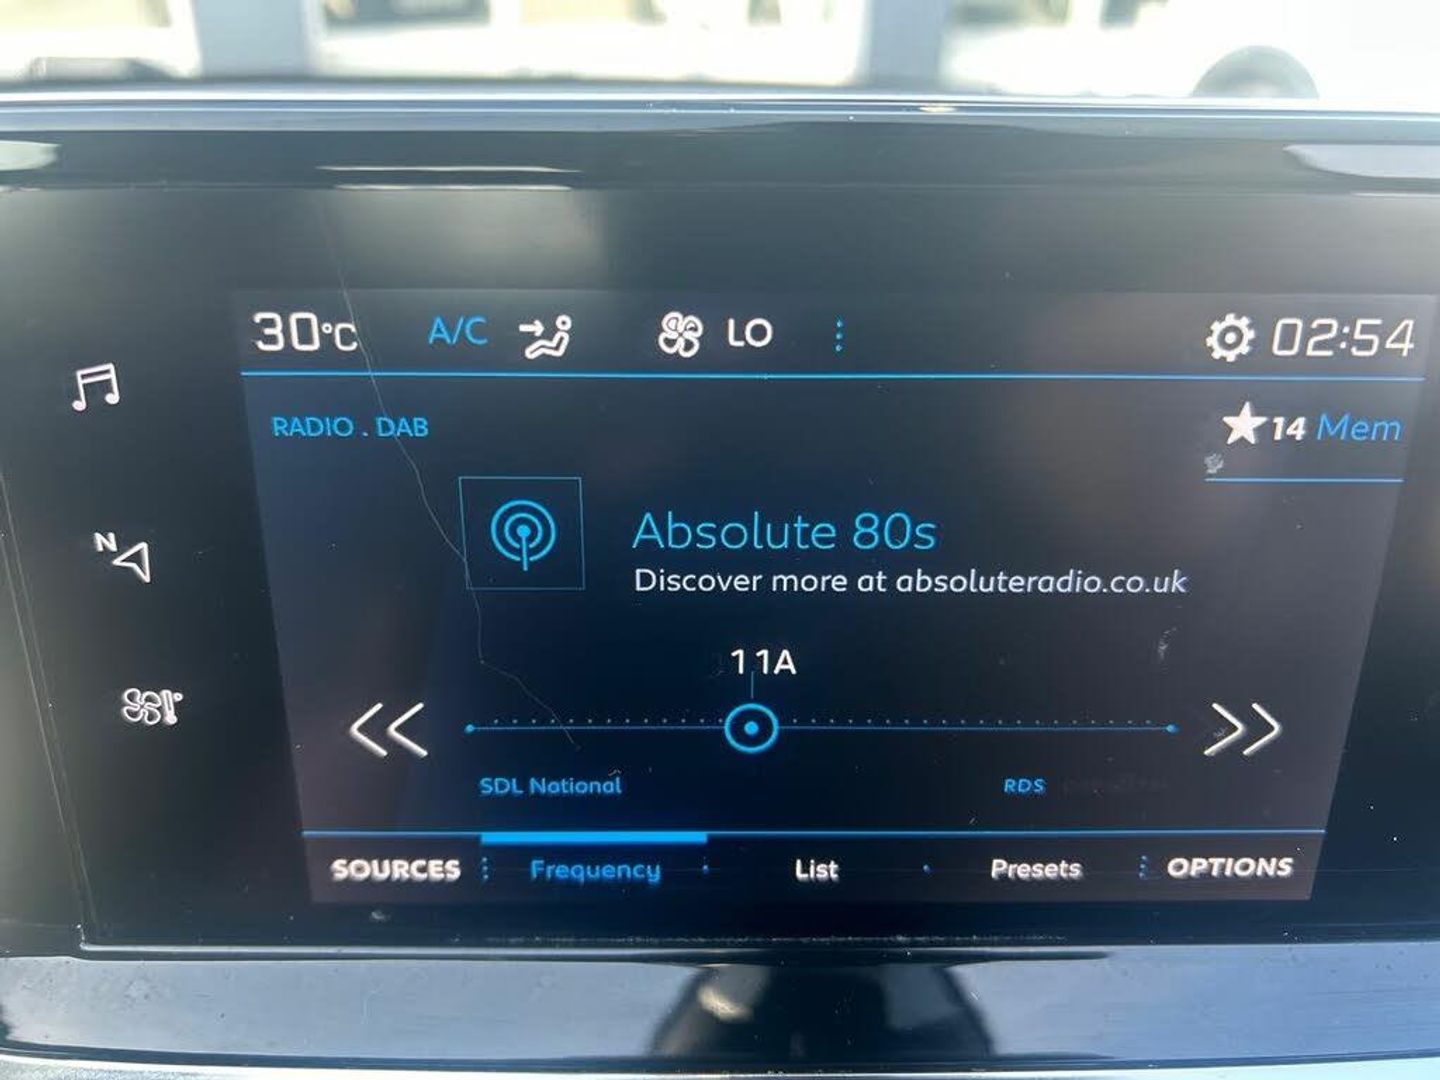 30°C A/C LO 02:54
RADIO . DAB
14 Mem
N
Absolute 80s
Discover more at absoluteradio.co.uk
11A
SDL National RDS
SOURCES Frequency List Presets OPTIONS